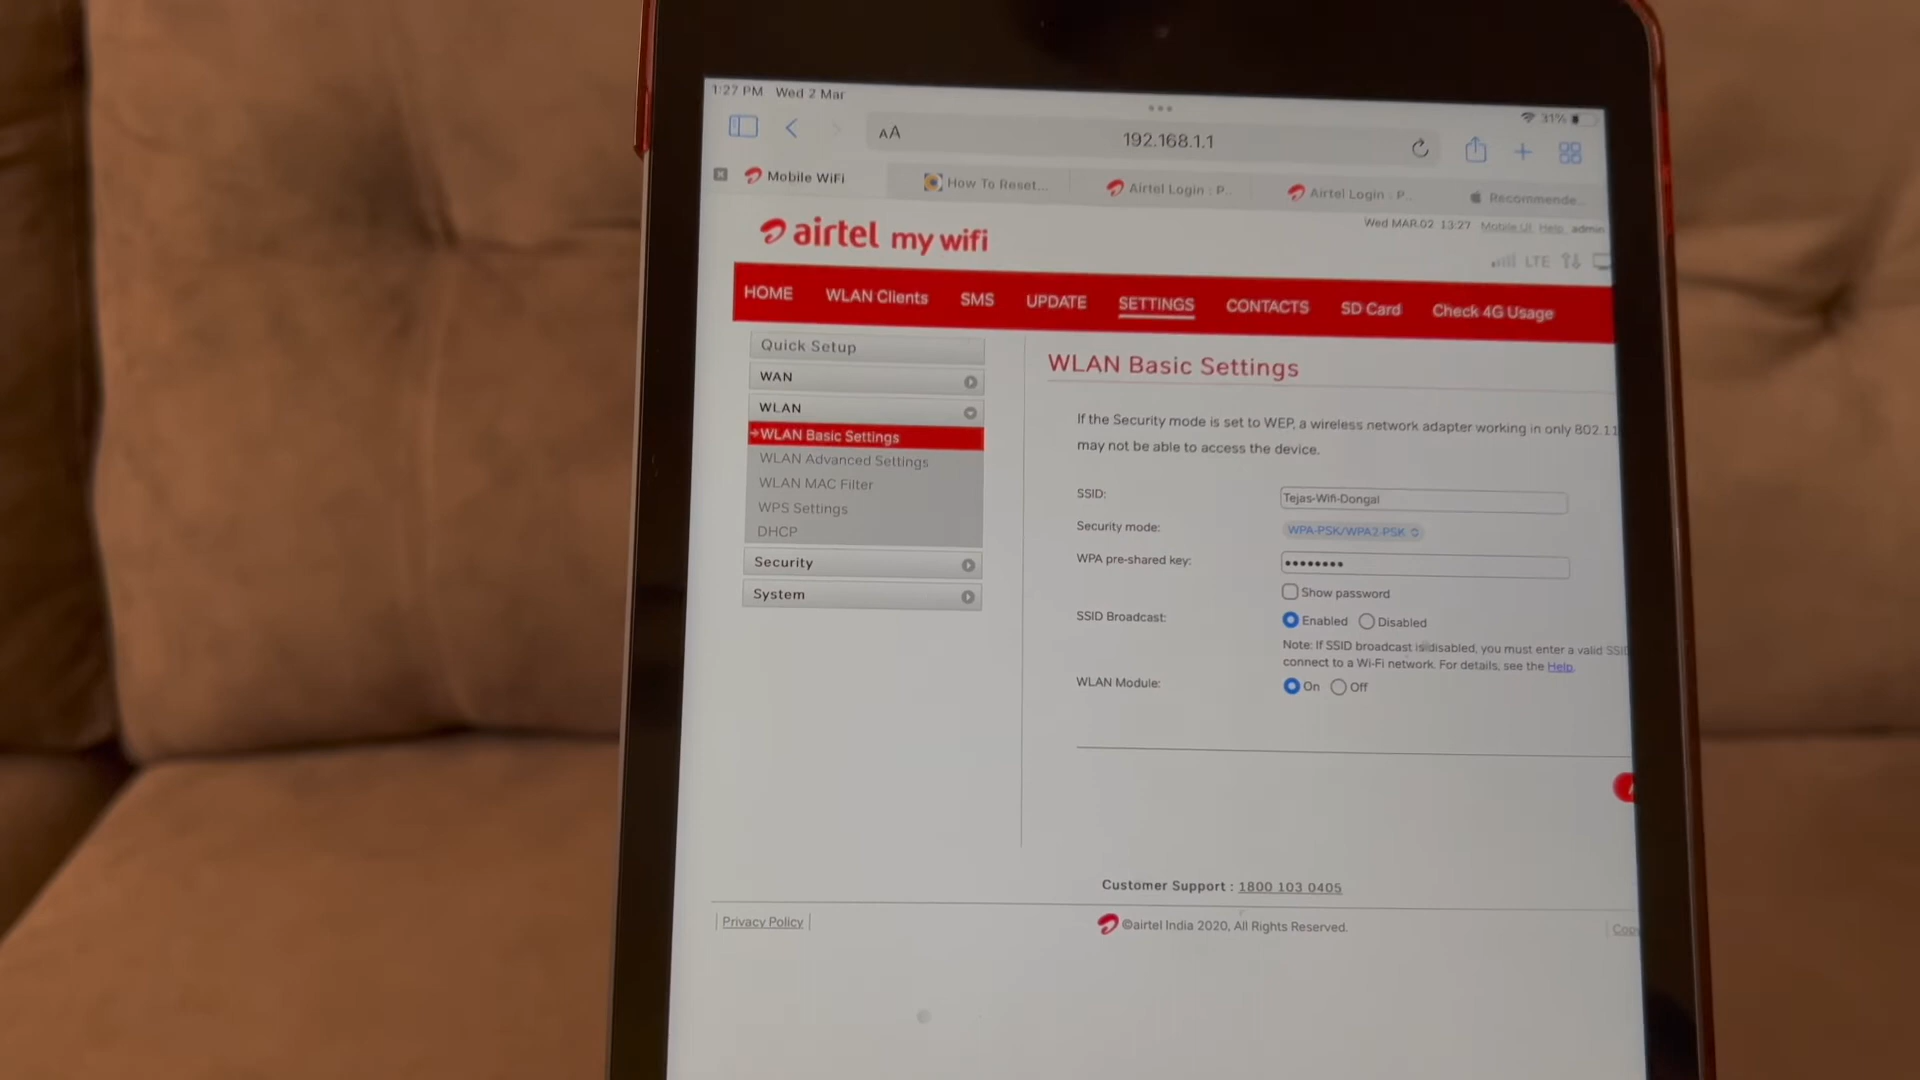 1:27 PM Wed 2 Mar
31%
AA 192.168.1.1
Mobile WiFi How To Reset... Airtel Login : P.. Airtel Login : P.. Recommende...
airtel my wifi
Wed MAR.02 13:27 Mobile UI Help admin
LTE
HOME WLAN Clients SMS UPDATE SETTINGS CONTACTS SD Card Check 4G Usage
Quick Setup
WAN
WLAN
WLAN Basic Settings
WLAN Advanced Settings
WLAN MAC Filter
WPS Settings
DHCP
Security
System
WLAN Basic Settings
If the Security mode is set to WEP, a wireless network adapter working in only 802.11
may not be able to access the device.
SSID: Tejas-Wifi-Dongal
Security mode: WPA-PSK/WPA2-PSK
WPA pre-shared key: ••••••••
Show password
SSID Broadcast: Enabled Disabled
Note: If SSID broadcast is disabled, you must enter a valid SSID
connect to a Wi-Fi network. For details, see the Help.
WLAN Module: On Off
Customer Support : 1800 103 0405
Privacy Policy ©airtel India 2020, All Rights Reserved.